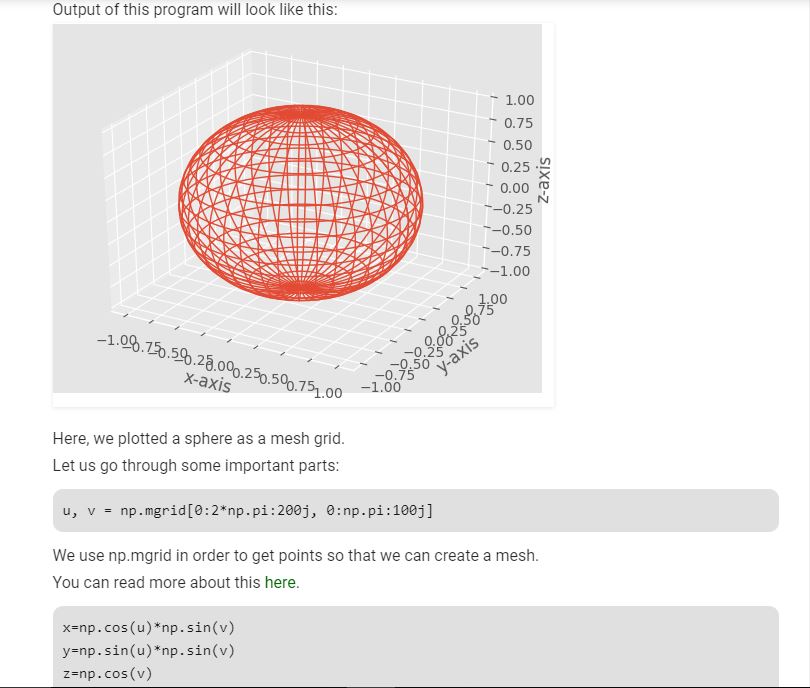 Output of this program will look like this:
1.00
0.75
0.50
0.25
0.00
−0.25
−0.50
−0.75
−1.00
z-axis
1.00
0.75
0.50
0.25
0.00
−0.25
−0.50
−0.75
−1.00
y-axis
−1.00
−0.75
−0.50
−0.25
0.00
0.25
0.50
0.75
1.00
x-axis
Here, we plotted a sphere as a mesh grid.
Let us go through some important parts:
u, v = np.mgrid[0:2*np.pi:200j, 0:np.pi:100j]
We use np.mgrid in order to get points so that we can create a mesh.
You can read more about this here.
x=np.cos(u)*np.sin(v)
y=np.sin(u)*np.sin(v)
z=np.cos(v)